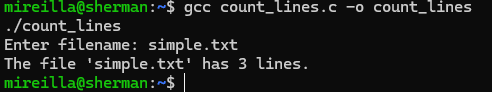 mireilla@sherman:~$ gcc count_lines.c -o count_lines
./count_lines
Enter filename: simple.txt
The file 'simple.txt' has 3 lines.
mireilla@sherman:~$